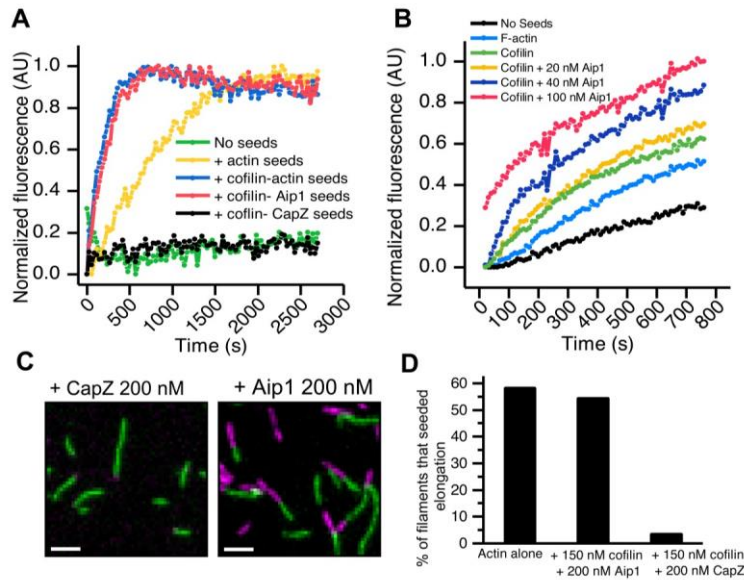 A
Normalized fluorescence (AU)
1.0
0.8
0.6
0.4
0.2
0.0
No seeds
+ actin seeds
+ cofilin-actin seeds
+ cofilin- Aip1 seeds
+ coflin- CapZ seeds
0
500
1000
1500
2000
2500
3000
Time (s)
B
Normalized fluorescence (AU)
1.0
0.8
0.6
0.4
0.2
0.0
No Seeds
F-actin
Cofilin
Cofilin + 20 nM Aip1
Cofilin + 40 nM Aip1
Cofilin + 100 nM Aip1
0
100
200
300
400
500
600
700
800
Time (s)
C
+ CapZ 200 nM
+ Aip1 200 nM
D
% of filaments that seeded
elongation
60
50
40
30
20
10
0
Actin alone
+ 150 nM cofilin
+ 200 nM Aip1
+ 150 nM cofilin
+ 200 nM CapZ